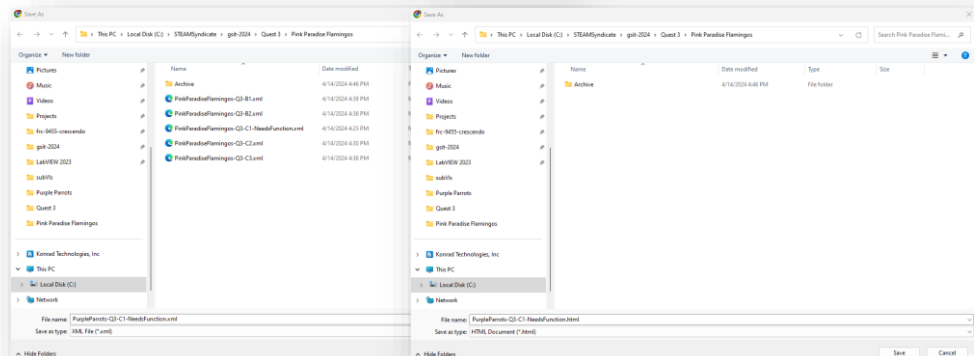 Save As
This PC > Local Disk (C:) > STEAMSyndicate > gsit-2024 > Quest 3 > Pink Flamingos
Organize New folder
Pictures
Music
Videos
Projects
frc-9455-crescendo
gsit-2024
LabVIEW 2023
subVIs
Purple Parrots
Quest 3
Pink Paradise Flamingos
Konrad Technologies, Inc
This PC
Local Disk (C:)
Network
Name Date modified
Archive 4/14/2024 4:40 PM
PinkParadiseFlamingos-Q3-B1.xml 4/14/2024 4:39 PM
PinkParadiseFlamingos-Q3-B2.xml 4/14/2024 4:36 PM
PinkParadiseFlamingos-Q3-C1-NeedsFunction.xml 4/14/2024 4:25 PM
PinkParadiseFlamingos-Q3-C2.xml 4/14/2024 4:30 PM
PinkParadiseFlamingos-Q3-C3.xml 4/14/2024 4:38 PM
File name: PurpleParrots-Q3-C1-NeedsFunction.xml
Save as type: XML File (*.xml)
Hide Folders
Save As
This PC > Local Disk (C:) > STEAMSyndicate > gsit-2024 > Quest 3 > Pink Flamingos
Search Pink Paradise Flami...
Organize New folder
Pictures
Music
Videos
Projects
frc-9455-crescendo
gsit-2024
LabVIEW 2023
subVIs
Purple Parrots
Quest 3
Pink Paradise Flamingos
Konrad Technologies, Inc
This PC
Local Disk (C:)
Network
Name Date modified Type Size
Archive 4/14/2024 4:40 PM File folder
File name: PurpleParrots-Q3-C1-NeedsFunction.html
Save as type: HTML Document (*.html)
Hide Folders
Save Cancel